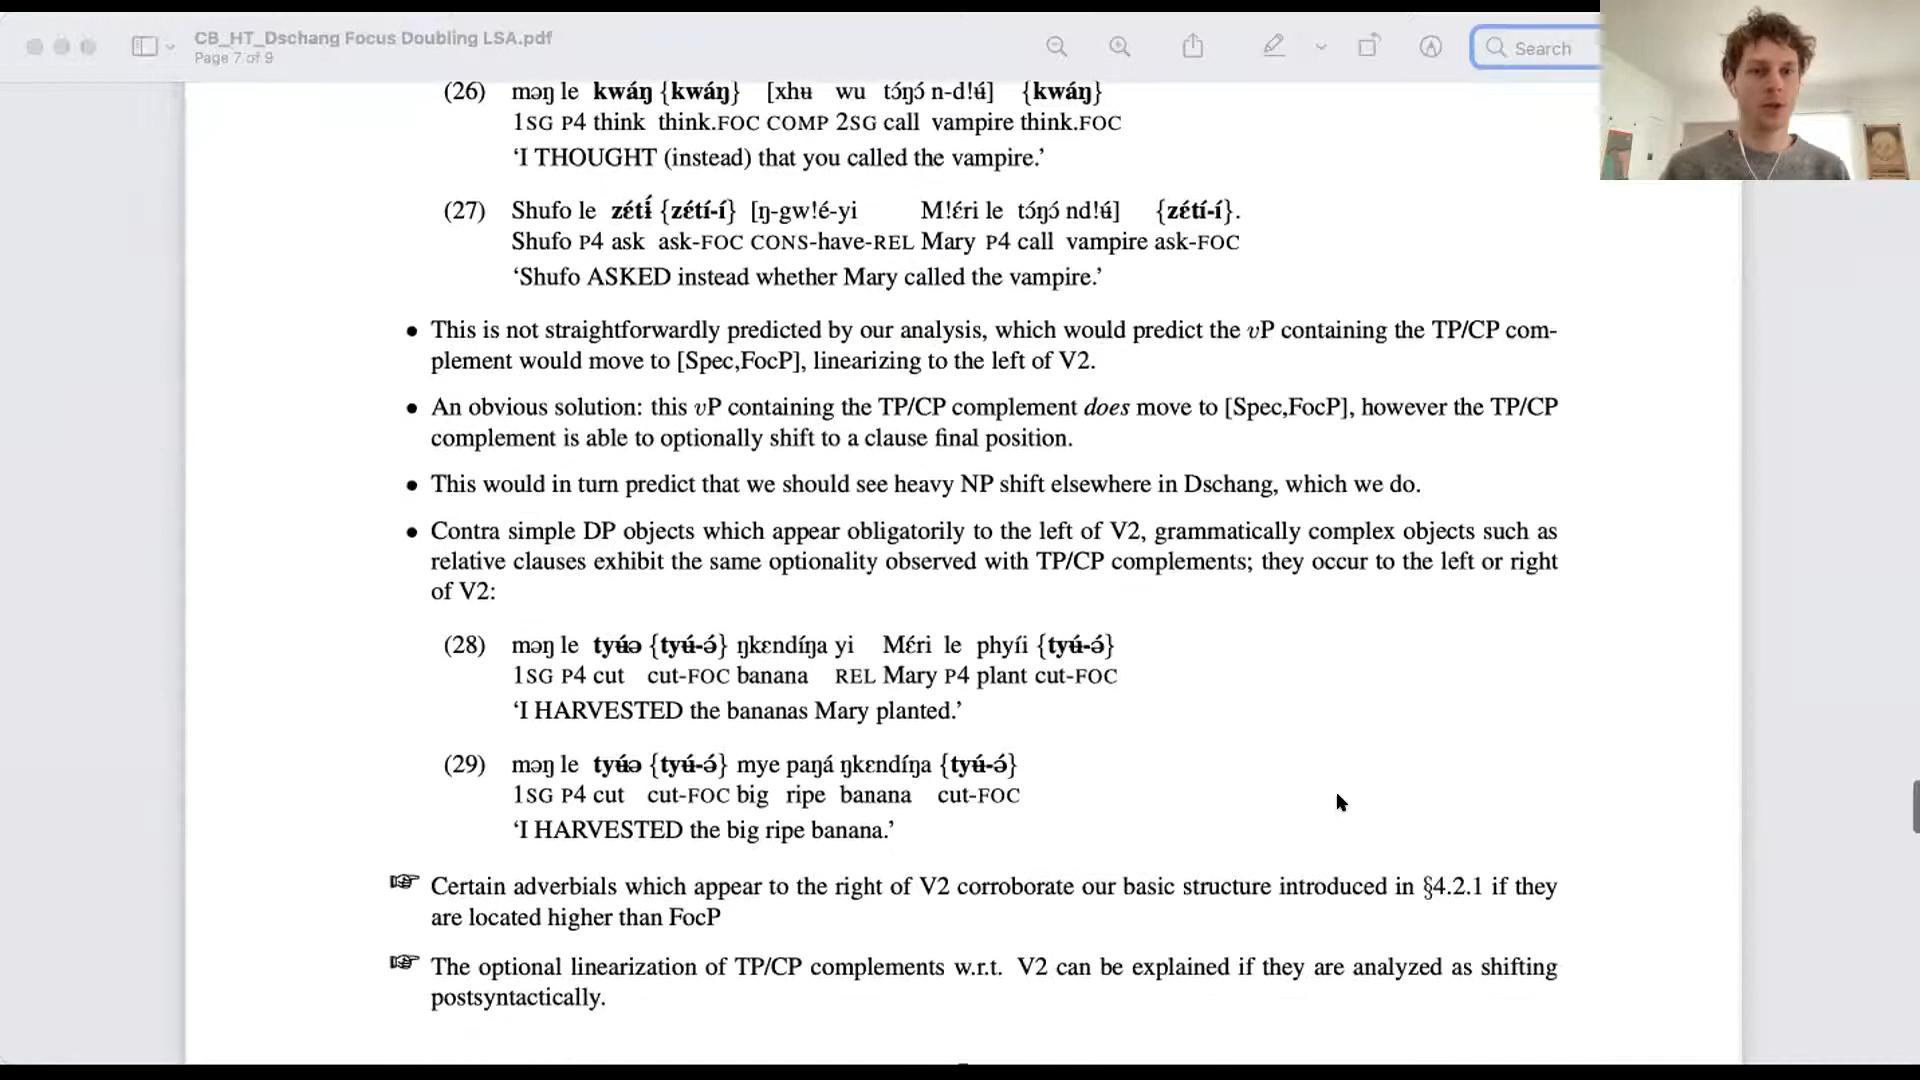 CB_HT_Dschang Focus Doubling LSA.pdf
Page 7 of 9
Search
(26) məŋ le kwáŋ {kwáŋ} [xhʉ wu tɔ́ŋɔ́ n-d!ʉ́] {kwáŋ}
1SG P4 think think.FOC COMP 2SG call vampire think.FOC
‘I THOUGHT (instead) that you called the vampire.’
(27) Shufo le zétɨ́ {zétí-í} [ŋ-gw!é-yi M!ɛ́ri le tɔ́ŋɔ́ nd!ʉ́] {zétí-í}.
Shufo P4 ask ask-FOC CONS-have-REL Mary P4 call vampire ask-FOC
‘Shufo ASKED instead whether Mary called the vampire.’
• This is not straightforwardly predicted by our analysis, which would predict the vP containing the TP/CP com-
plement would move to [Spec,FocP], linearizing to the left of V2.
• An obvious solution: this vP containing the TP/CP complement does move to [Spec,FocP], however the TP/CP
complement is able to optionally shift to a clause final position.
• This would in turn predict that we should see heavy NP shift elsewhere in Dschang, which we do.
• Contra simple DP objects which appear obligatorily to the left of V2, grammatically complex objects such as
relative clauses exhibit the same optionality observed with TP/CP complements; they occur to the left or right
of V2:
(28) məŋ le tyʉ́ə {tyʉ́-ə́} ŋkɛndíŋa yi Mɛ́ri le phyíi {tyʉ́-ə́}
1SG P4 cut cut-FOC banana REL Mary P4 plant cut-FOC
‘I HARVESTED the bananas Mary planted.’
(29) məŋ le tyʉ́ə {tyʉ́-ə́} mye paŋá ŋkɛndíŋa {tyʉ́-ə́}
1SG P4 cut cut-FOC big ripe banana cut-FOC
‘I HARVESTED the big ripe banana.’
☞ Certain adverbials which appear to the right of V2 corroborate our basic structure introduced in §4.2.1 if they
are located higher than FocP
☞ The optional linearization of TP/CP complements w.r.t. V2 can be explained if they are analyzed as shifting
postsyntactically.